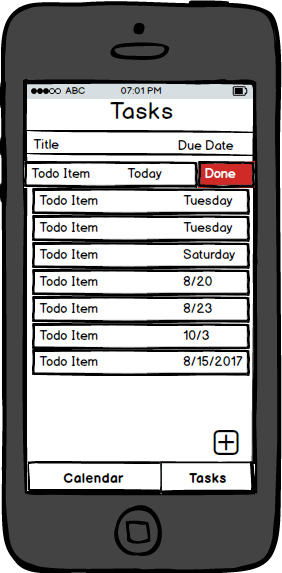 ABC 07:01 PM
Tasks
Title Due Date
Todo Item Today Done
Todo Item Tuesday
Todo Item Tuesday
Todo Item Saturday
Todo Item 8/20
Todo Item 8/23
Todo Item 10/3
Todo Item 8/15/2017
Calendar Tasks